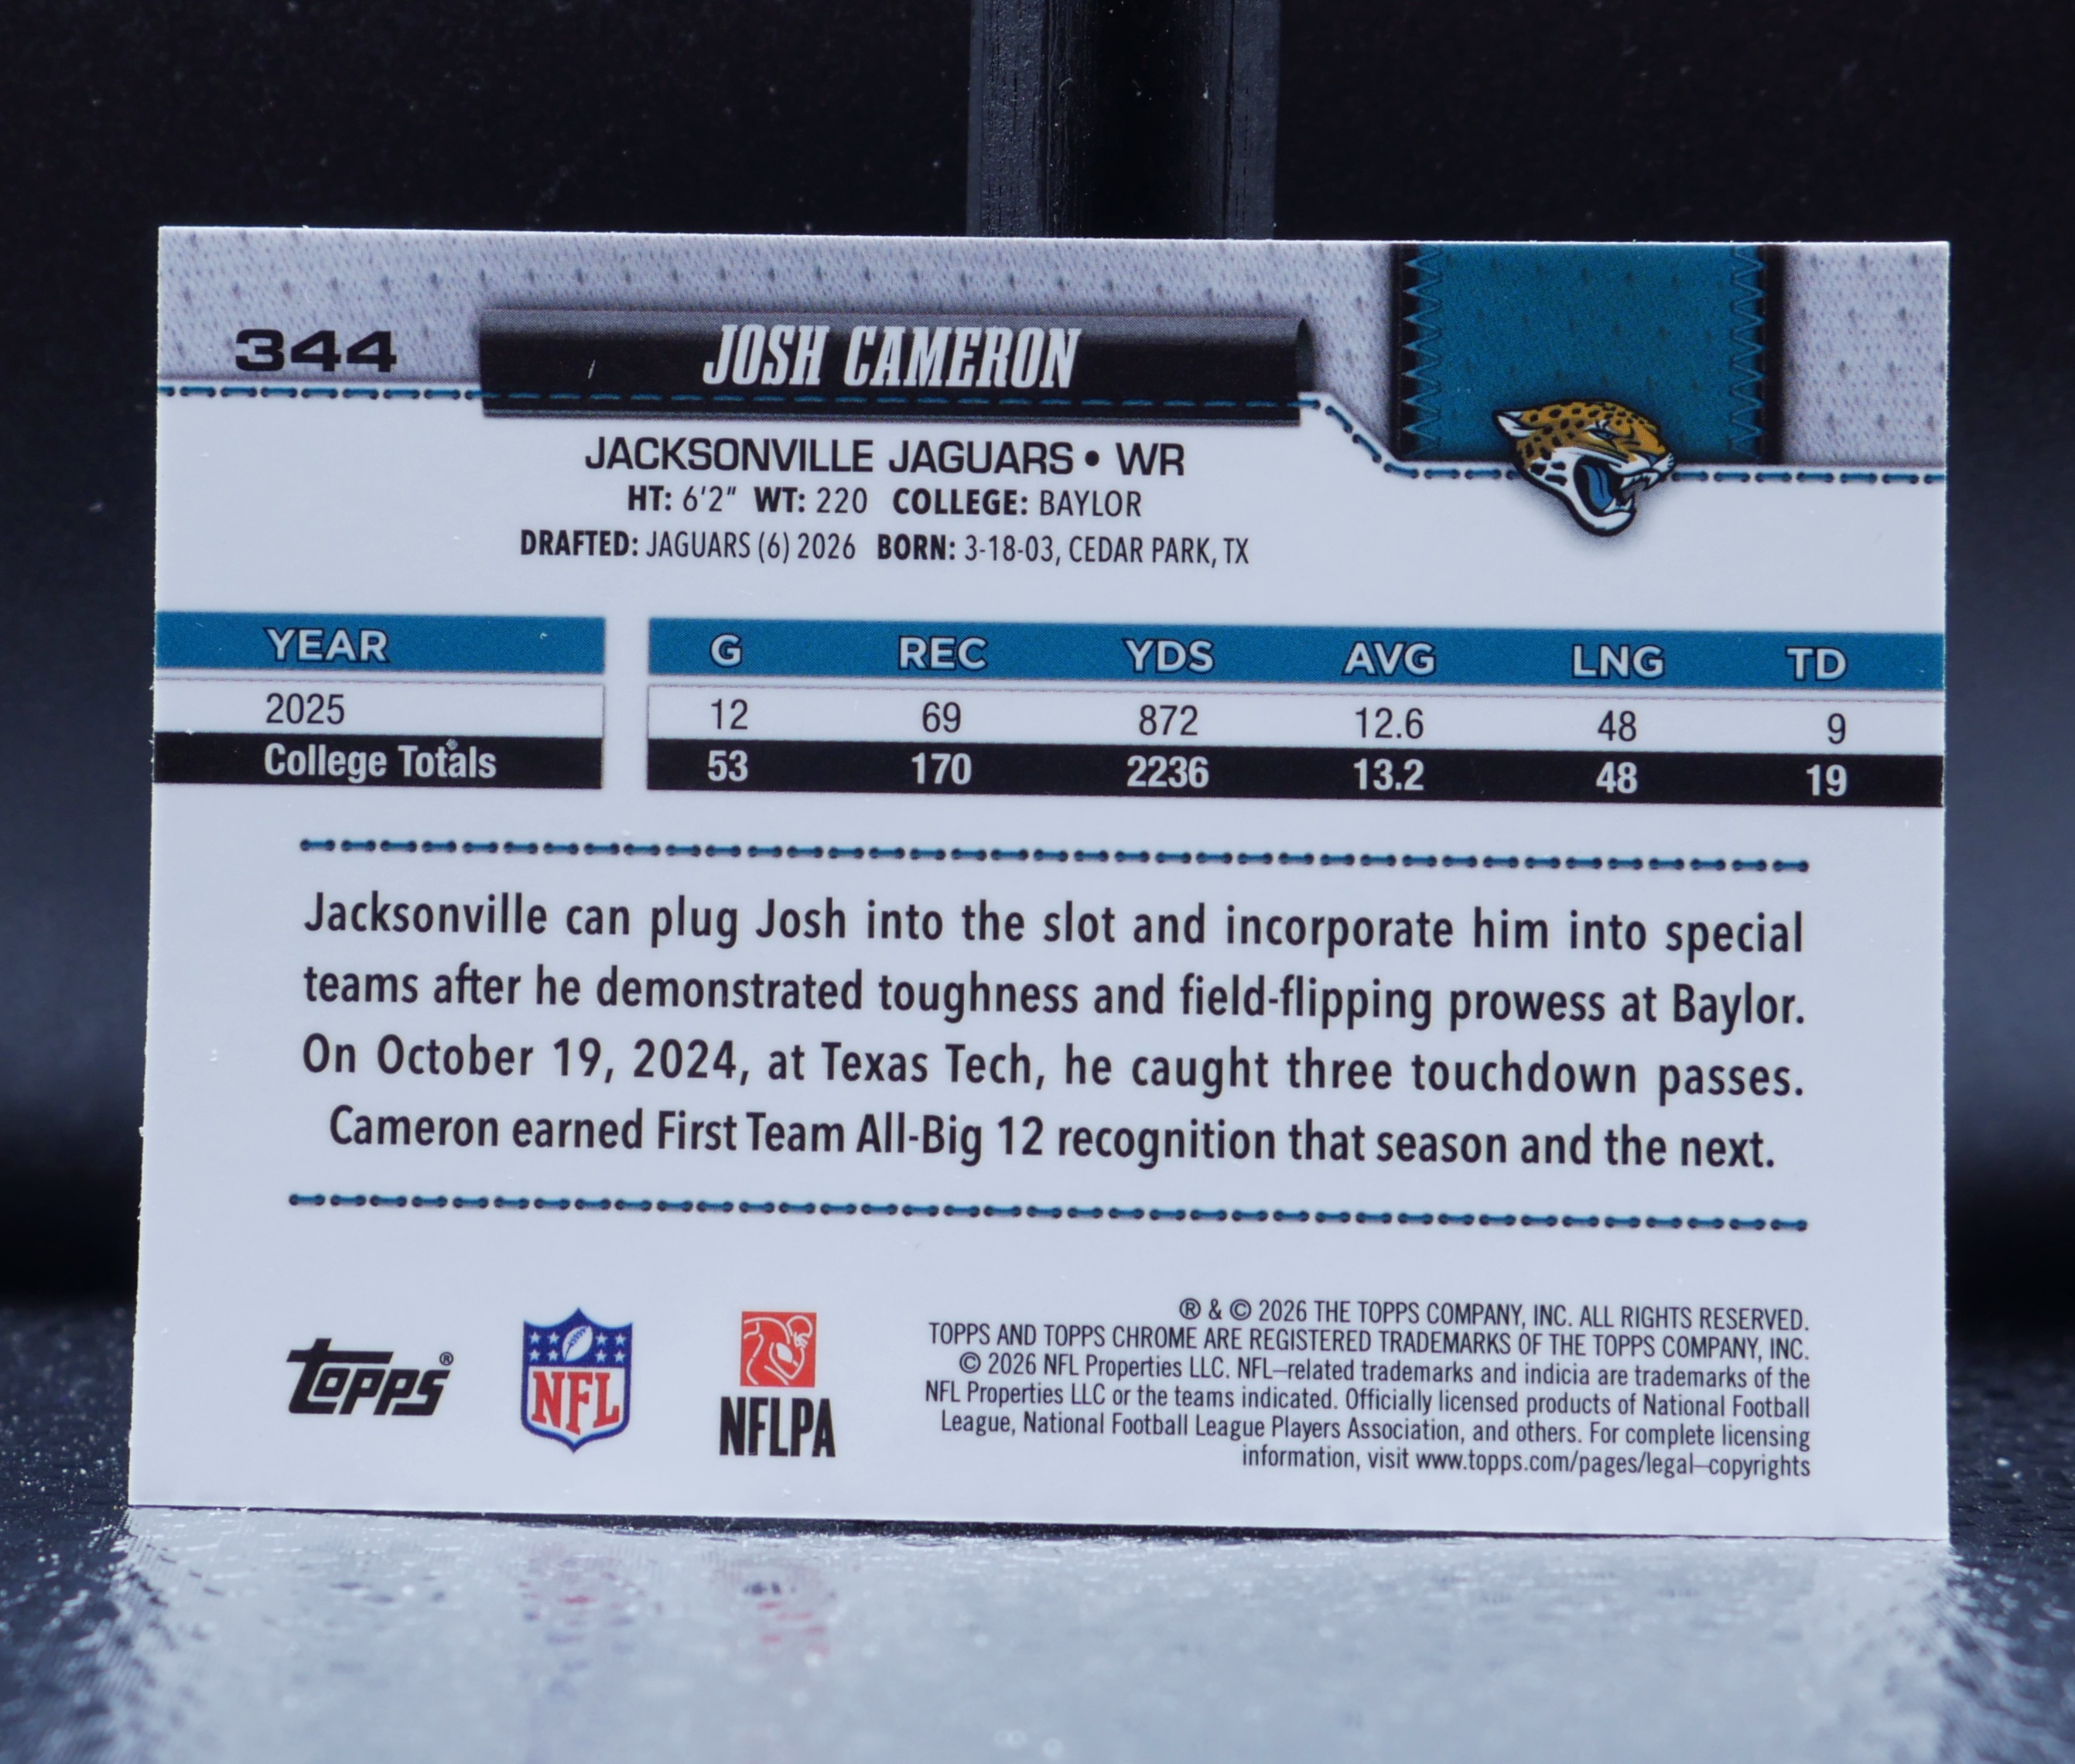 344
JOSH CAMERON
JACKSONVILLE JAGUARS • WR
HT: 6'2" WT: 220 COLLEGE: BAYLOR
DRAFTED: JAGUARS (6) 2026 BORN: 3-18-03, CEDAR PARK, TX
YEAR G REC YDS AVG LNG TD
2025 12 69 872 12.6 48 9
College Totals 53 170 2236 13.2 48 19
Jacksonville can plug Josh into the slot and incorporate him into special
teams after he demonstrated toughness and field-flipping prowess at Baylor.
On October 19, 2024, at Texas Tech, he caught three touchdown passes.
Cameron earned First Team All-Big 12 recognition that season and the next.
topps®
NFL
NFLPA
® & © 2026 THE TOPPS COMPANY, INC. ALL RIGHTS RESERVED.
TOPPS AND TOPPS CHROME ARE REGISTERED TRADEMARKS OF THE TOPPS COMPANY, INC.
© 2026 NFL Properties LLC. NFL–related trademarks and indicia are trademarks of the
NFL Properties LLC or the teams indicated. Officially licensed products of National Football
League, National Football League Players Association, and others. For complete licensing
information, visit www.topps.com/pages/legal–copyrights